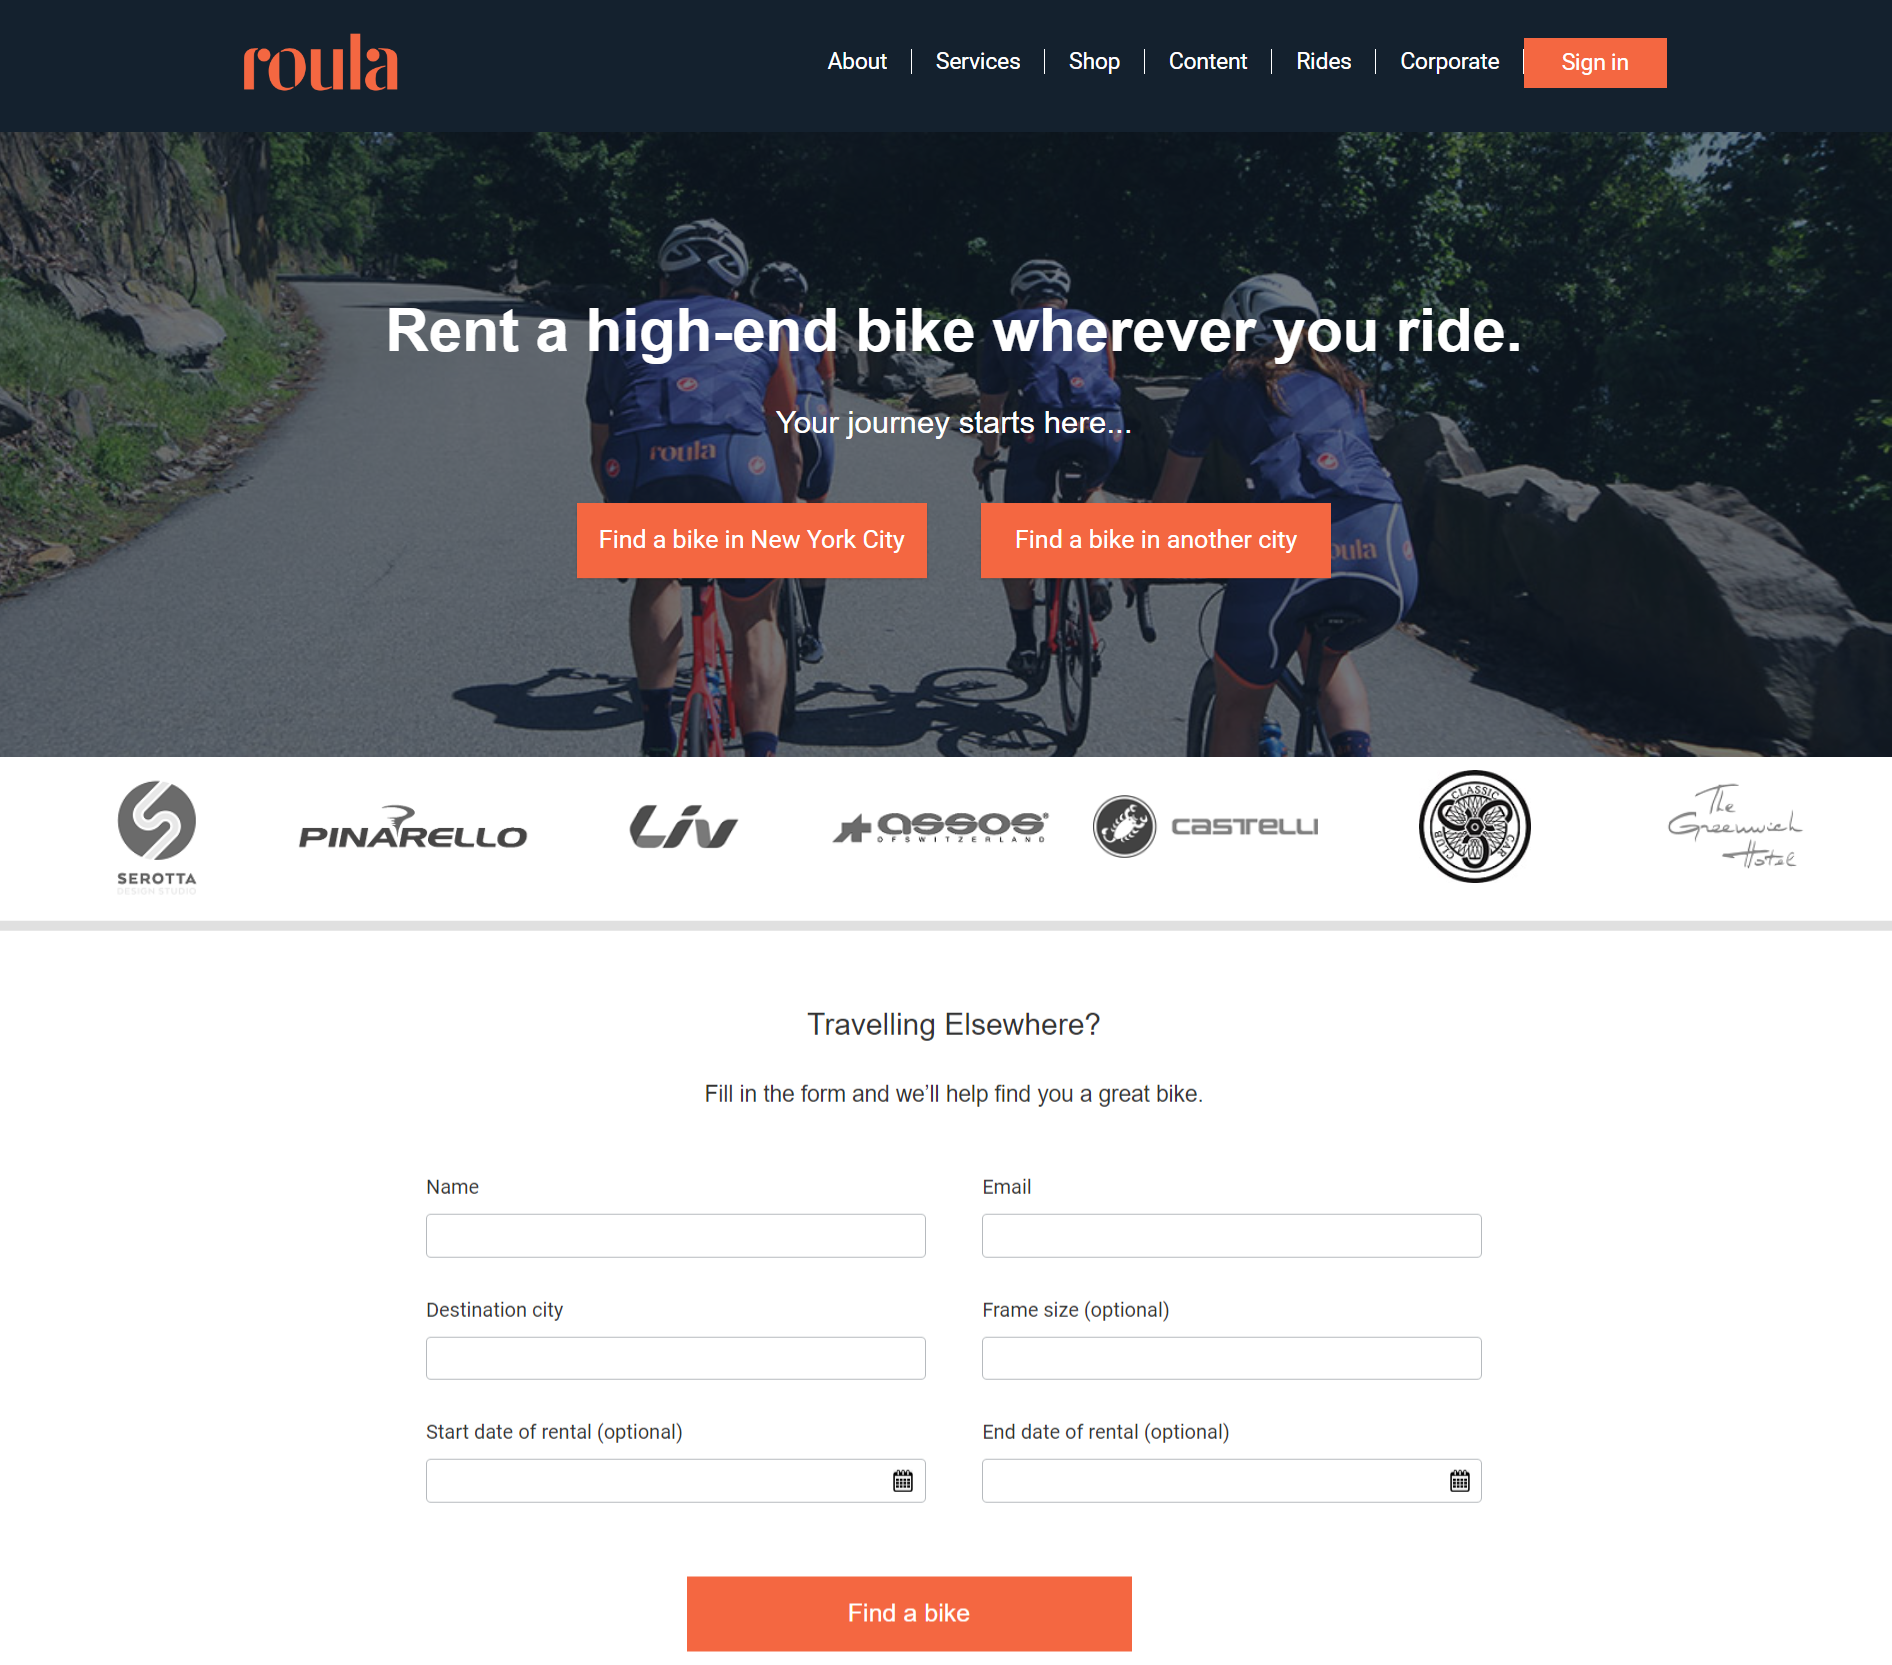 roula
About
Services
Shop
Content
Rides
Corporate
Sign in
Rent a high-end bike wherever you ride.
Your journey starts here...
roula
Find a bike in New York City
Find a bike in another city
oula
SEROTTA
DESIGN STUDIO
PINARELLO
Liv
assos®
OF SWITZERLAND
CASTELLI
CLASSIC CAR CLUB
The
Greenwich
Hotel
Travelling Elsewhere?
Fill in the form and we’ll help find you a great bike.
Name
Email
Destination city
Frame size (optional)
Start date of rental (optional)
End date of rental (optional)
Find a bike